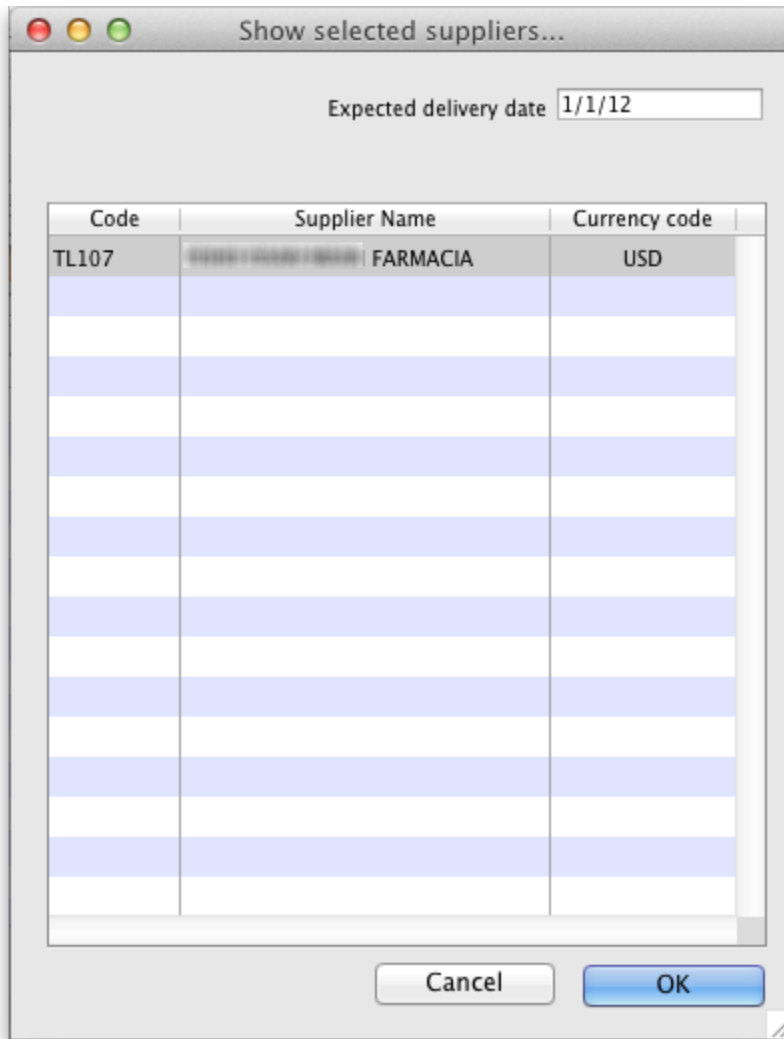 Show selected suppliers...
Expected delivery date 1/1/12
Code Supplier Name Currency code
TL107 FARMACIA USD
Cancel OK